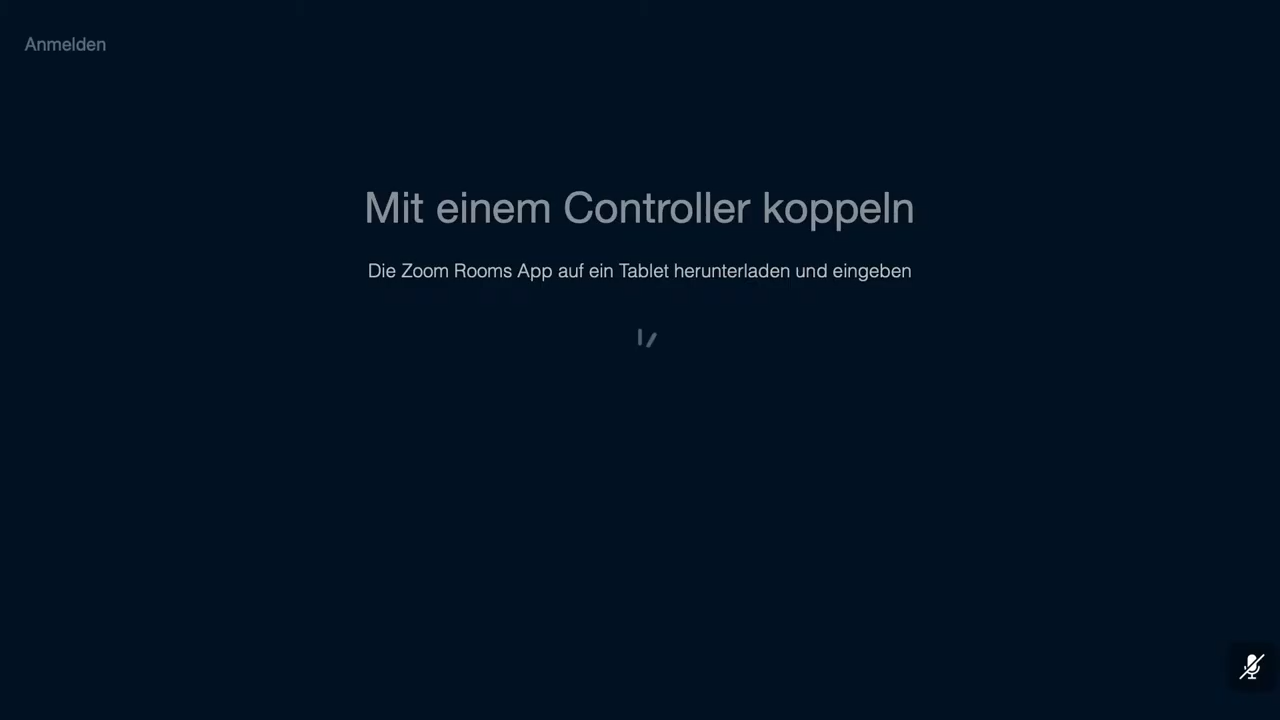 Anmelden
Mit einem Controller koppeln
Die Zoom Rooms App auf ein Tablet herunterladen und eingeben